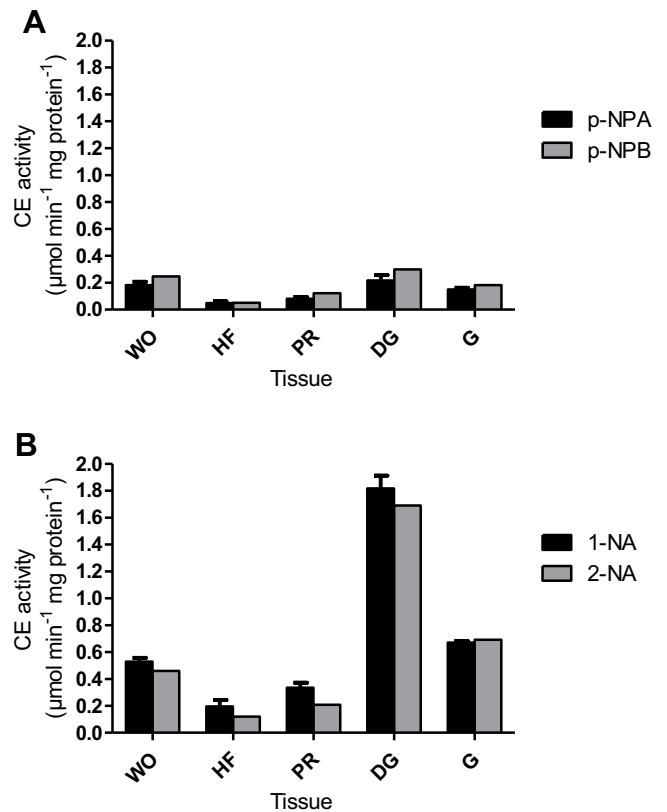 A
2.0
1.8
1.6
1.4
1.2
1.0
0.8
0.6
0.4
0.2
0.0
CE activity
(µmol min⁻¹ mg protein⁻¹)
WO
HF
PR
DG
G
Tissue
p-NPA
p-NPB
B
2.0
1.8
1.6
1.4
1.2
1.0
0.8
0.6
0.4
0.2
0.0
CE activity
(µmol min⁻¹ mg protein⁻¹)
WO
HF
PR
DG
G
Tissue
1-NA
2-NA